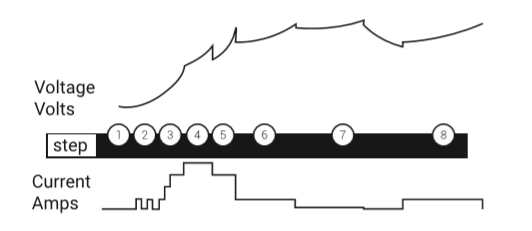 Voltage
Volts
1 2 3 4 5 6 7 8
step
Current
Amps